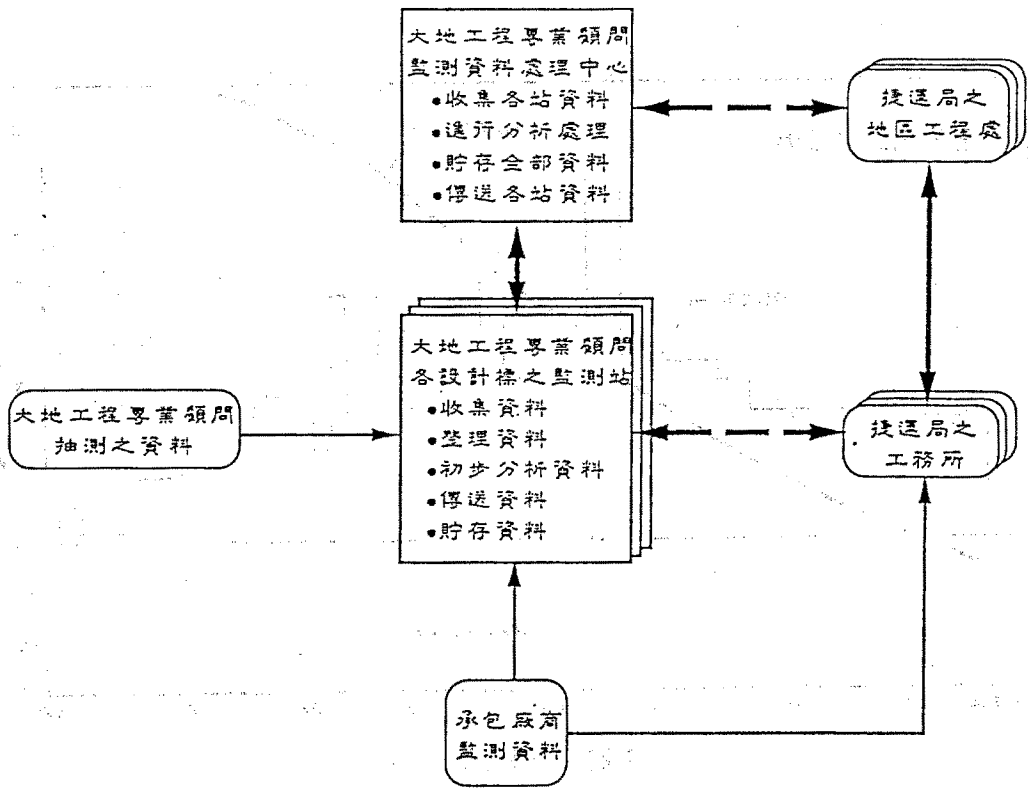 大地工程專業顧問
監測資料處理中心
•收集各站資料
•進行分析處理
•貯存全部資料
•傳送各站資料
捷運局之
地區工程處
大地工程專業顧問
各設計標之監測站
•收集資料
•整理資料
•初步分析資料
•傳送資料
•貯存資料
大地工程專業顧問
抽測之資料
捷運局之
工務所
承包廠商
監測資料